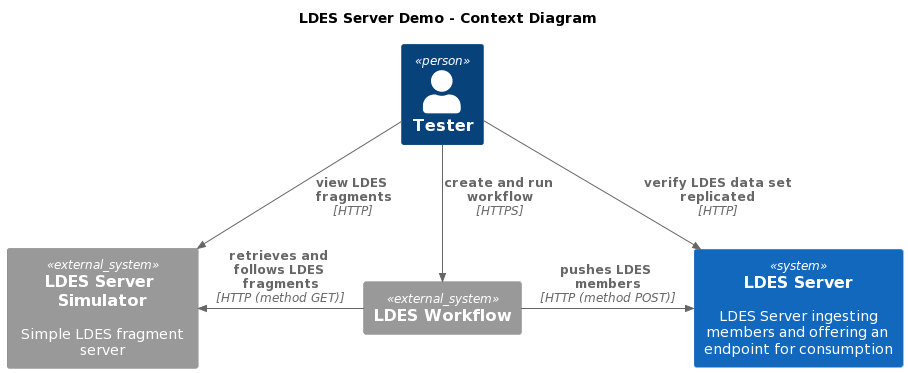 LDES Server Demo - Context Diagram
«person»
Tester
view LDES
fragments
[HTTP]
create and run
workflow
[HTTPS]
verify LDES data set
replicated
[HTTP]
retrieves and
follows LDES
fragments
[HTTP (method GET)]
pushes LDES
members
[HTTP (method POST)]
«external_system»
LDES Server
Simulator
Simple LDES fragment
server
«external_system»
LDES Workflow
«system»
LDES Server
LDES Server ingesting
members and offering an
endpoint for consumption